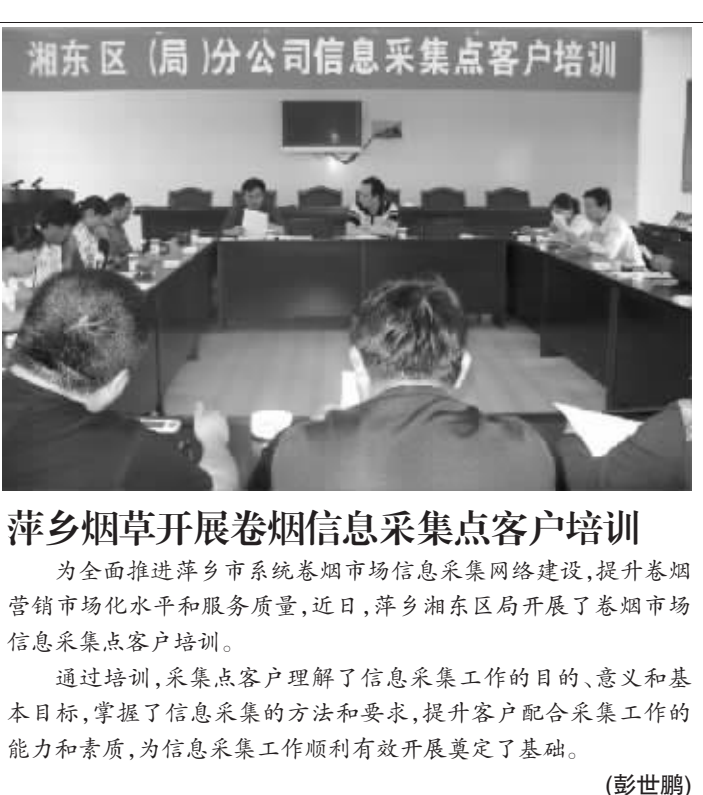 湘东区(局)分公司信息采集点客户培训
萍乡烟草开展卷烟信息采集点客户培训
为全面推进萍乡市系统卷烟市场信息采集网络建设,提升卷烟
营销市场化水平和服务质量,近日,萍乡湘东区局开展了卷烟市场
信息采集点客户培训。
通过培训,采集点客户理解了信息采集工作的目的、意义和基
本目标,掌握了信息采集的方法和要求,提升客户配合采集工作的
能力和素质,为信息采集工作顺利有效开展奠定了基础。
(彭世鹏)